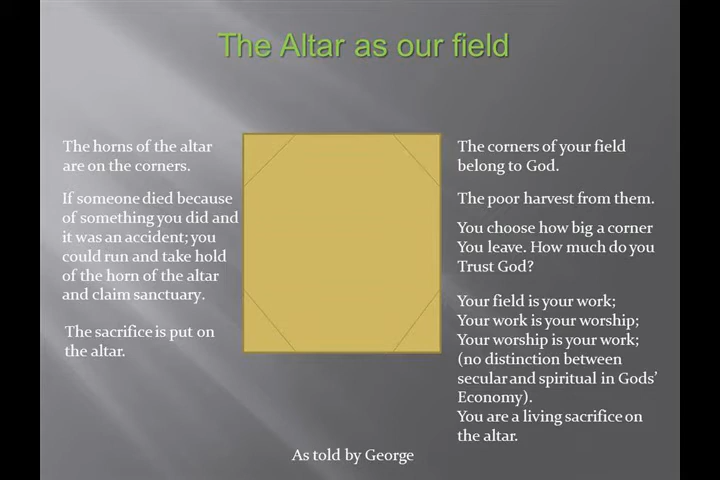 The Altar as our field
The horns of the altar
are on the corners.
If someone died because
of something you did and
it was an accident; you
could run and take hold
of the horn of the altar
and claim sanctuary.
The sacrifice is put on
the altar.
The corners of your field
belong to God.
The poor harvest from them.
You choose how big a corner
You leave. How much do you
Trust God?
Your field is your work;
Your work is your worship;
Your worship is your work;
(no distinction between
secular and spiritual in Gods’
Economy).
You are a living sacrifice on
the altar.
As told by George